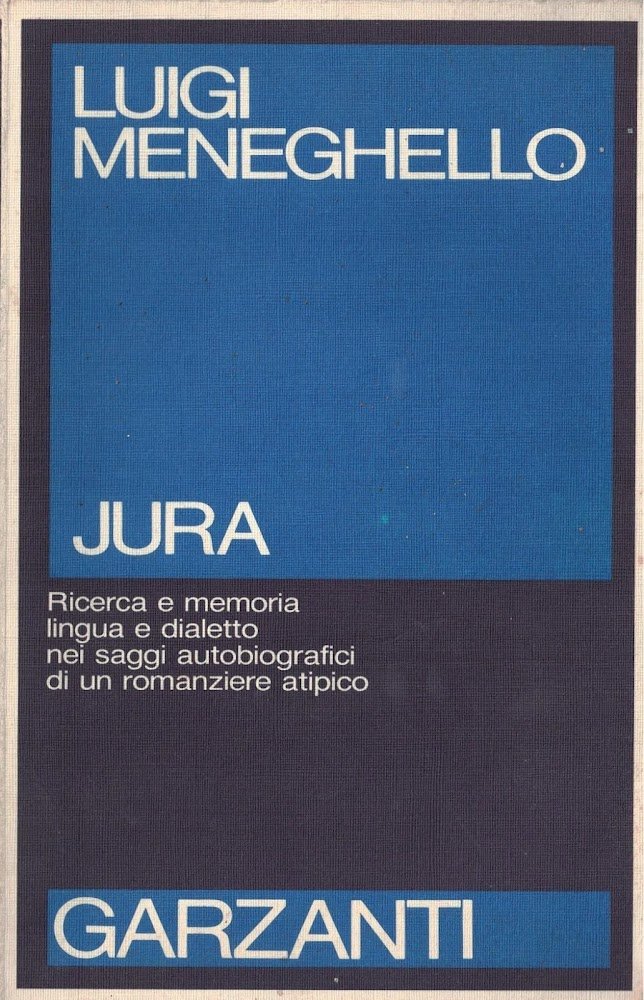 LUIGI
MENEGHELLO
JURA
Ricerca e memoria
lingua e dialetto
nei saggi autobiografici
di un romanziere atipico
GARZANTI